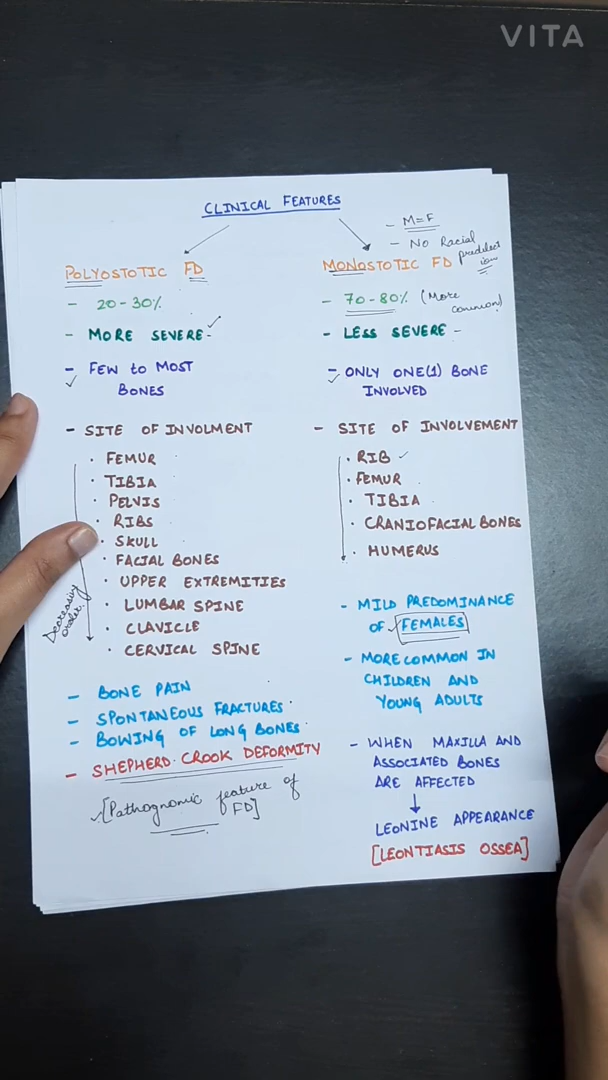 VITA
CLINICAL FEATURES
- M=F
- No Racial
predilect
ion
POLYOSTOTIC FD
- 20-30%
- MORE SEVERE-
- FEW TO MOST
BONES
- SITE OF INVOLMENT
· FEMUR
· TIBIA
· PELVIS
· RIBS
· SKULL
· FACIAL BONES
· UPPER EXTREMITIES
· LUMBAR SPINE
· CLAVICLE
· CERVICAL SPINE
Decreasing
order.
- BONE PAIN
- SPONTANEOUS FRACTURES
- BOWING OF LONG BONES
- SHEPHERD-CROOK DEFORMITY
[Pathognomic feature of
FD]
MONOSTOTIC FD
- 70-80% (More
common)
- LESS SEVERE -
- ONLY ONE(1) BONE
INVOLVED
- SITE OF INVOLVEMENT
· RIB
· FEMUR
· TIBIA
· CRANIOFACIAL BONES
· HUMERUS
- MILD PREDOMINANCE
OF FEMALES
- MORE COMMON IN
CHILDREN AND
YOUNG ADULTS
- WHEN MAXILLA AND
ASSOCIATED BONES
ARE AFFECTED
↓
LEONINE APPEARANCE
[LEONTIASIS OSSEA]